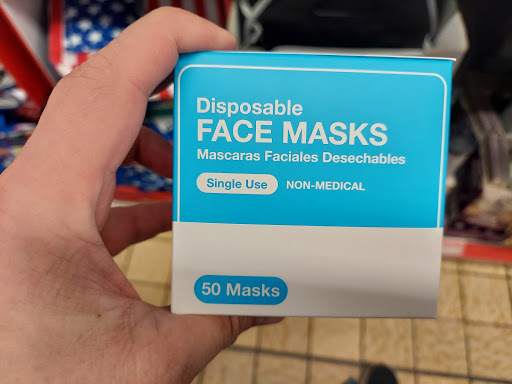 Disposable
FACE MASKS
Mascaras Faciales Desechables
Single Use NON-MEDICAL
50 Masks